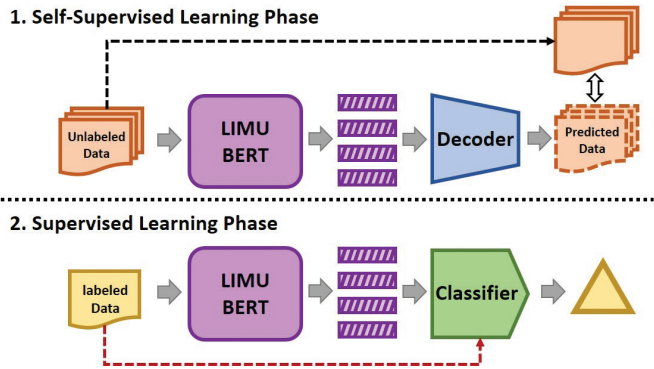 1. Self-Supervised Learning Phase
Unlabeled
Data
LIMU
BERT
Decoder
Predicted
Data
2. Supervised Learning Phase
labeled
Data
LIMU
BERT
Classifier